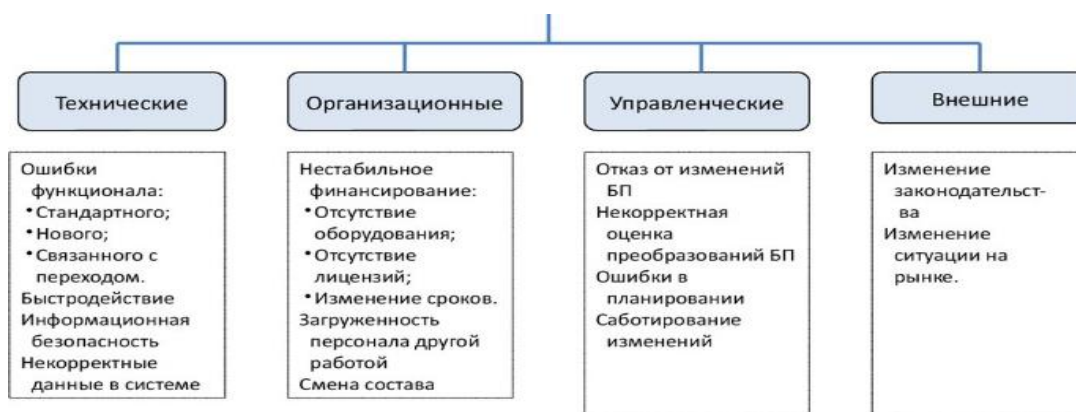 Технические
Организационные
Управленческие
Внешние
Ошибки
функционала:
• Стандартного;
• Нового;
• Связанного с
переходом.
Быстродействие
Информационная
безопасность
Некорректные
данные в системе
Нестабильное
финансирование:
• Отсутствие
оборудования;
• Отсутствие
лицензий;
• Изменение сроков.
Загруженность
персонала другой
работой
Смена состава
Отказ от изменений
БП
Некорректная
оценка
преобразований БП
Ошибки в
планировании
Саботирование
изменений
Изменение
законодательст-
ва
Изменение
ситуации на
рынке.